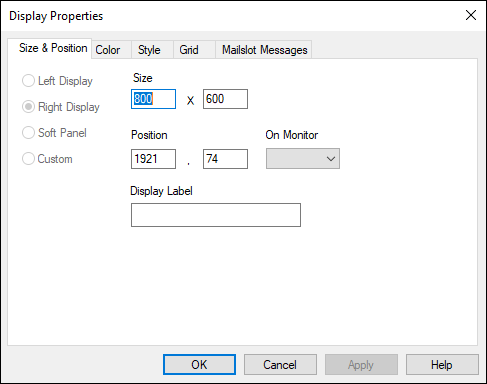 Display Properties
Size & Position Color Style Grid Mailslot Messages
Left Display
Right Display
Soft Panel
Custom
Size
800 X 600
Position On Monitor
1921 , 74
Display Label
OK Cancel Apply Help